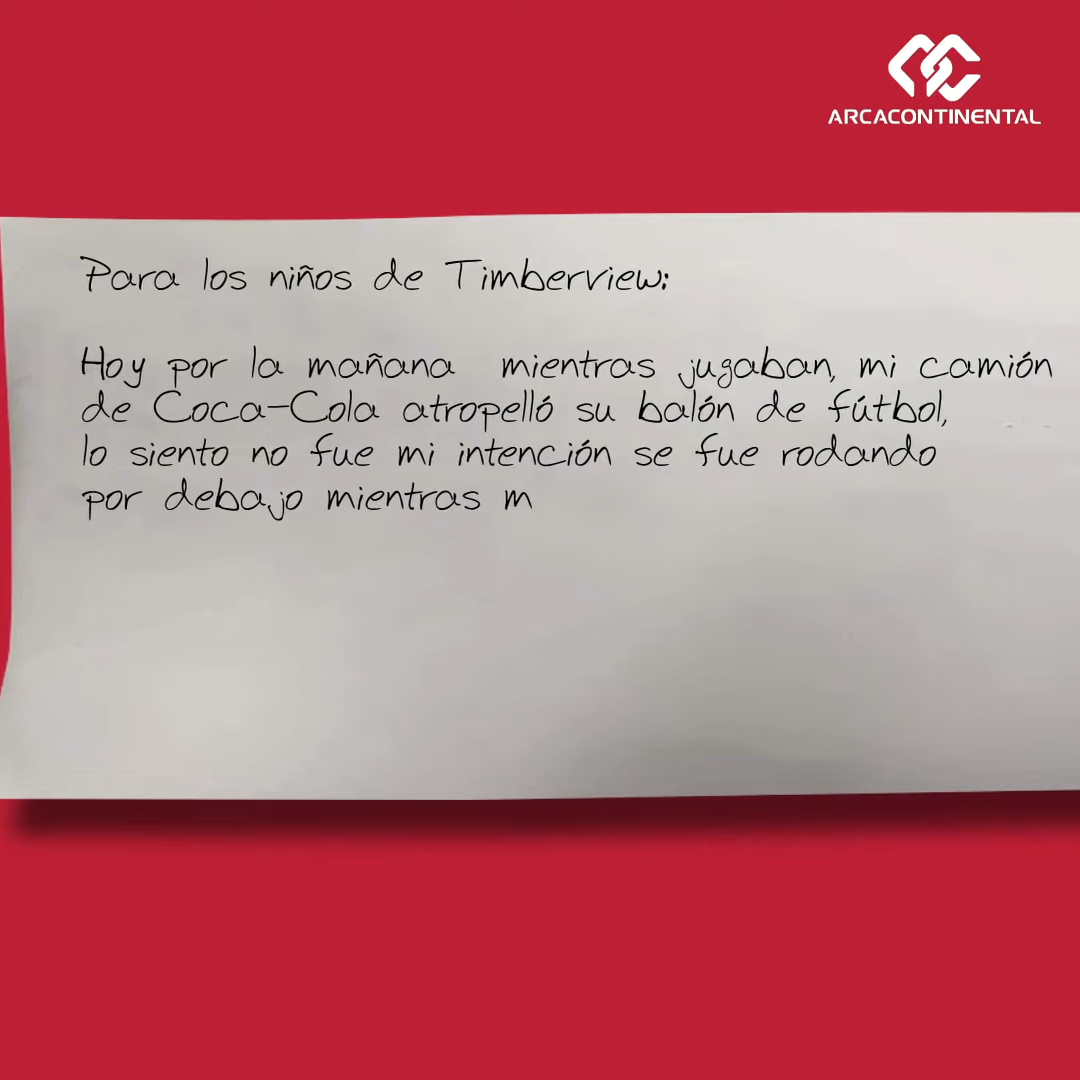 ARCACONTINENTAL
Para los niños de Timberview:
Hoy por la mañana mientras jugaban, mi camión
de Coca-Cola atropelló su balón de fútbol,
lo siento no fue mi intención se fue rodando
por debajo mientras m